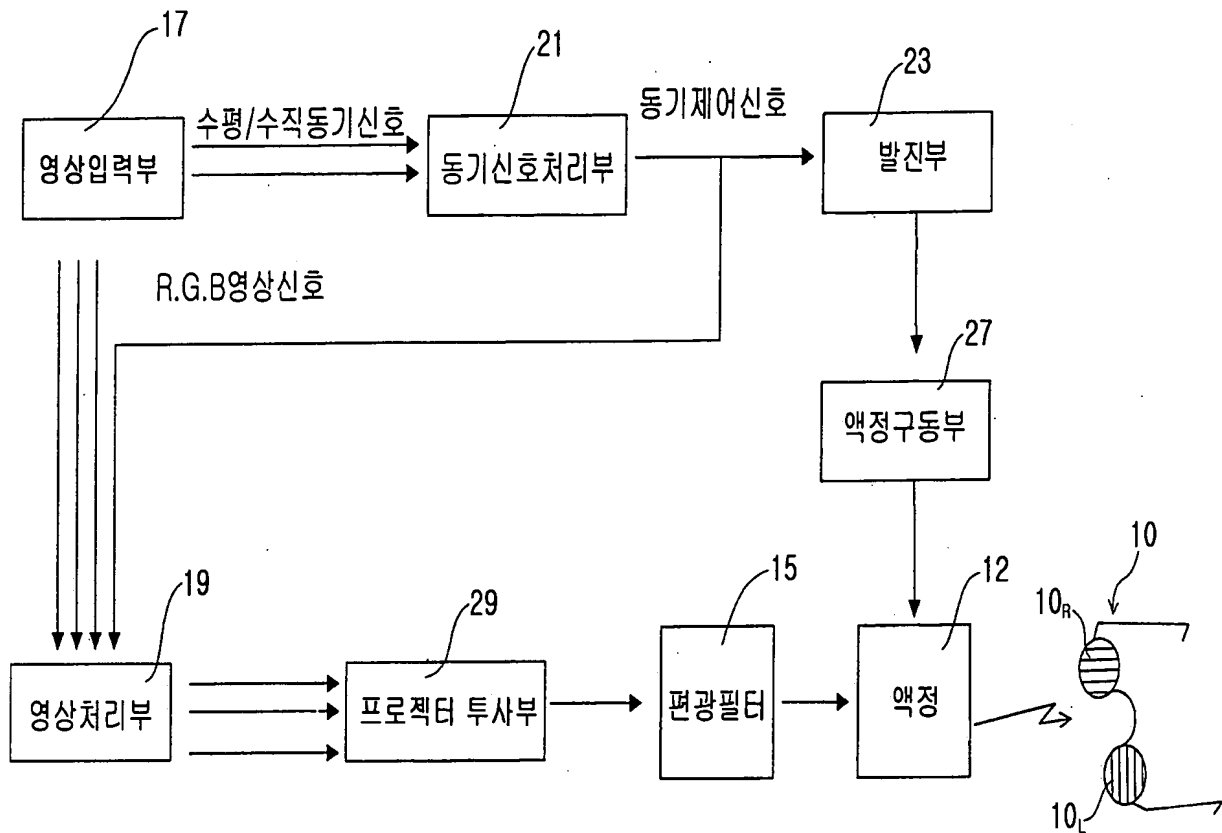 17
21
23
수평/수직동기신호
동기제어신호
영상입력부
동기신호처리부
발진부
R.G.B영상신호
27
액정구동부
19
29
15
12
10
10R
영상처리부
프로젝터 투사부
편광필터
액정
10L